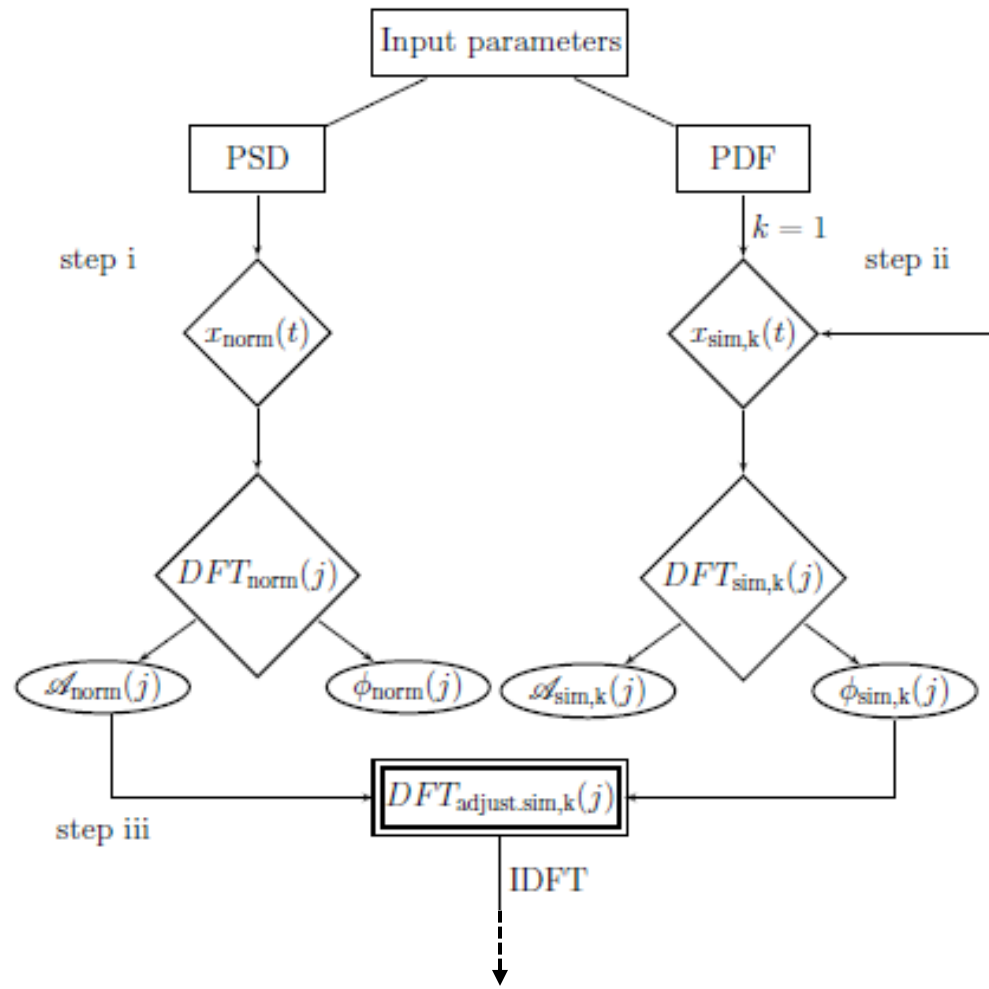 Input parameters
PSD
PDF
k = 1
step i
step ii
x_norm(t)
x_sim,k(t)
DFT_norm(j)
DFT_sim,k(j)
𝒜_norm(j)
ϕ_norm(j)
𝒜_sim,k(j)
ϕ_sim,k(j)
DFT_adjust.sim,k(j)
step iii
IDFT